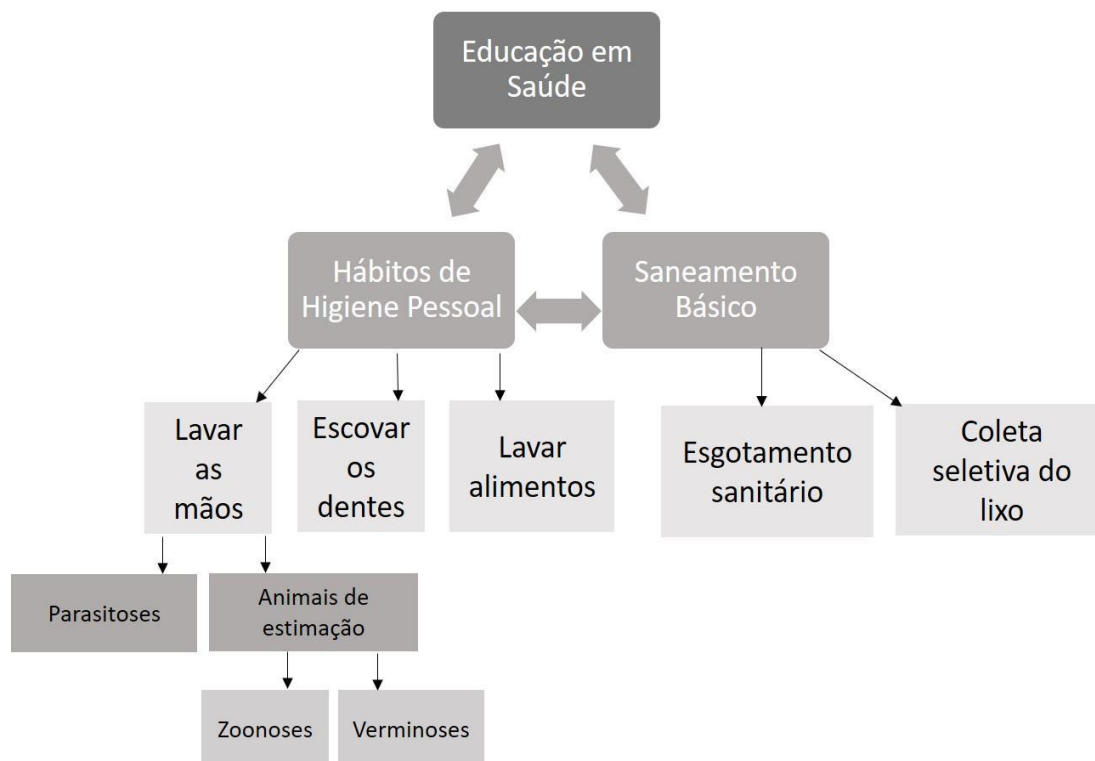 Educação em
Saúde
Hábitos de
Higiene Pessoal
Saneamento
Básico
Lavar
as
mãos
Escovar
os
dentes
Lavar
alimentos
Esgotamento
sanitário
Coleta
seletiva do
lixo
Parasitoses
Animais de
estimação
Zoonoses
Verminoses